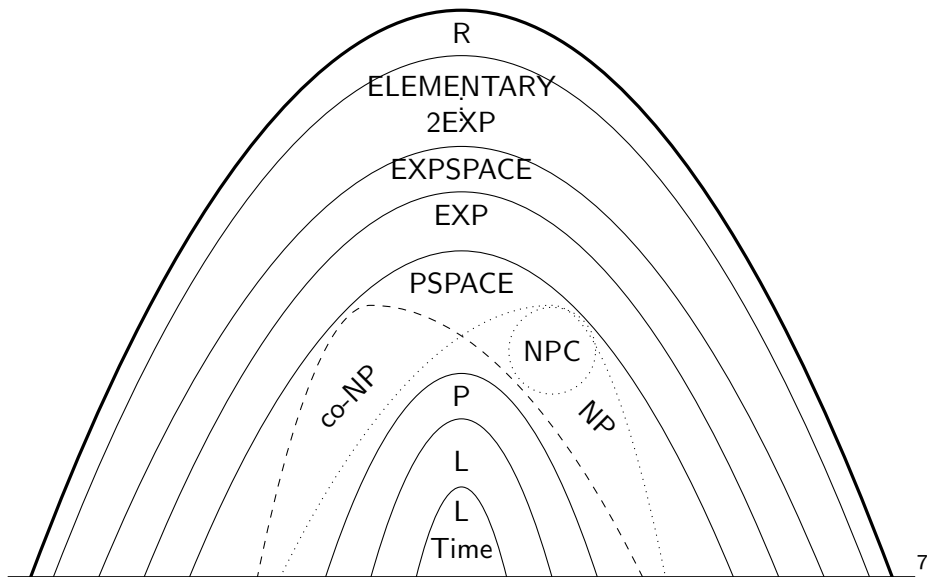 R
ELEMENTARY
⋮
2EXP
EXPSPACE
EXP
PSPACE
NPC
co-NP
P
NP
L
L
Time
7